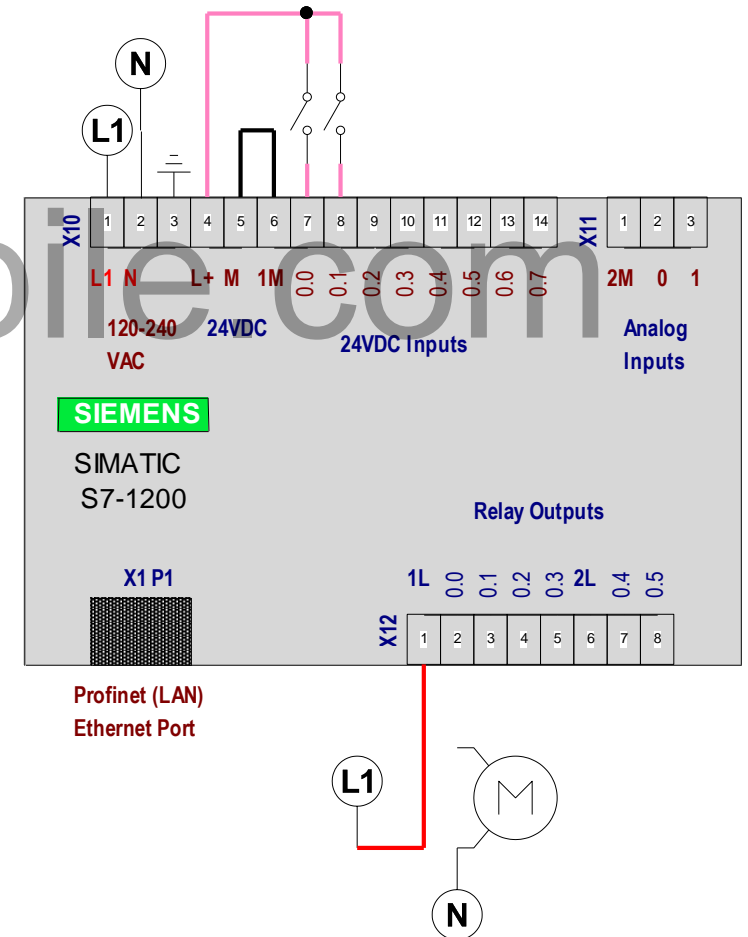 N
L1
X10
1 2 3 4 5 6 7 8 9 10 11 12 13 14
X11
1 2 3
L1 N L+ M 1M 0.0 0.1 0.2 0.3 0.4 0.5 0.6 0.7
2M 0 1
120-240
VAC
24VDC
24VDC Inputs
Analog
Inputs
bile.com
SIEMENS
SIMATIC
S7-1200
Relay Outputs
X1 P1
1L 0.0 0.1 0.2 0.3 2L 0.4 0.5
X12
1 2 3 4 5 6 7 8
Profinet (LAN)
Ethernet Port
L1
M
N